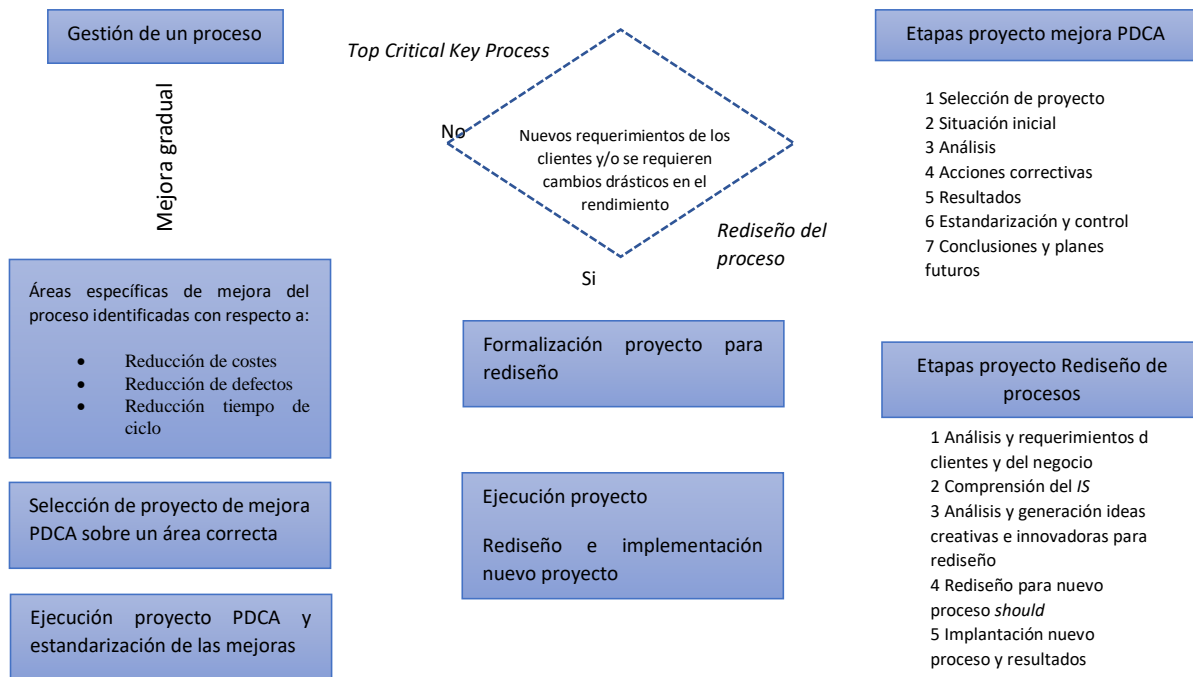 Gestión de un proceso
Mejora gradual
Áreas específicas de mejora del
proceso identificadas con respecto a:
• Reducción de costes
• Reducción de defectos
• Reducción tiempo de
ciclo
Selección de proyecto de mejora
PDCA sobre un área correcta
Ejecución proyecto PDCA y
estandarización de las mejoras
Top Critical Key Process
No
Nuevos requerimientos de los
clientes y/o se requieren
cambios drásticos en el
rendimiento
Rediseño del
proceso
Si
Formalización proyecto para
rediseño
Ejecución proyecto
Rediseño e implementación
nuevo proyecto
Etapas proyecto mejora PDCA
1 Selección de proyecto
2 Situación inicial
3 Análisis
4 Acciones correctivas
5 Resultados
6 Estandarización y control
7 Conclusiones y planes
futuros
Etapas proyecto Rediseño de
procesos
1 Análisis y requerimientos d
clientes y del negocio
2 Comprensión del IS
3 Análisis y generación ideas
creativas e innovadoras para
rediseño
4 Rediseño para nuevo
proceso should
5 Implantación nuevo
proceso y resultados